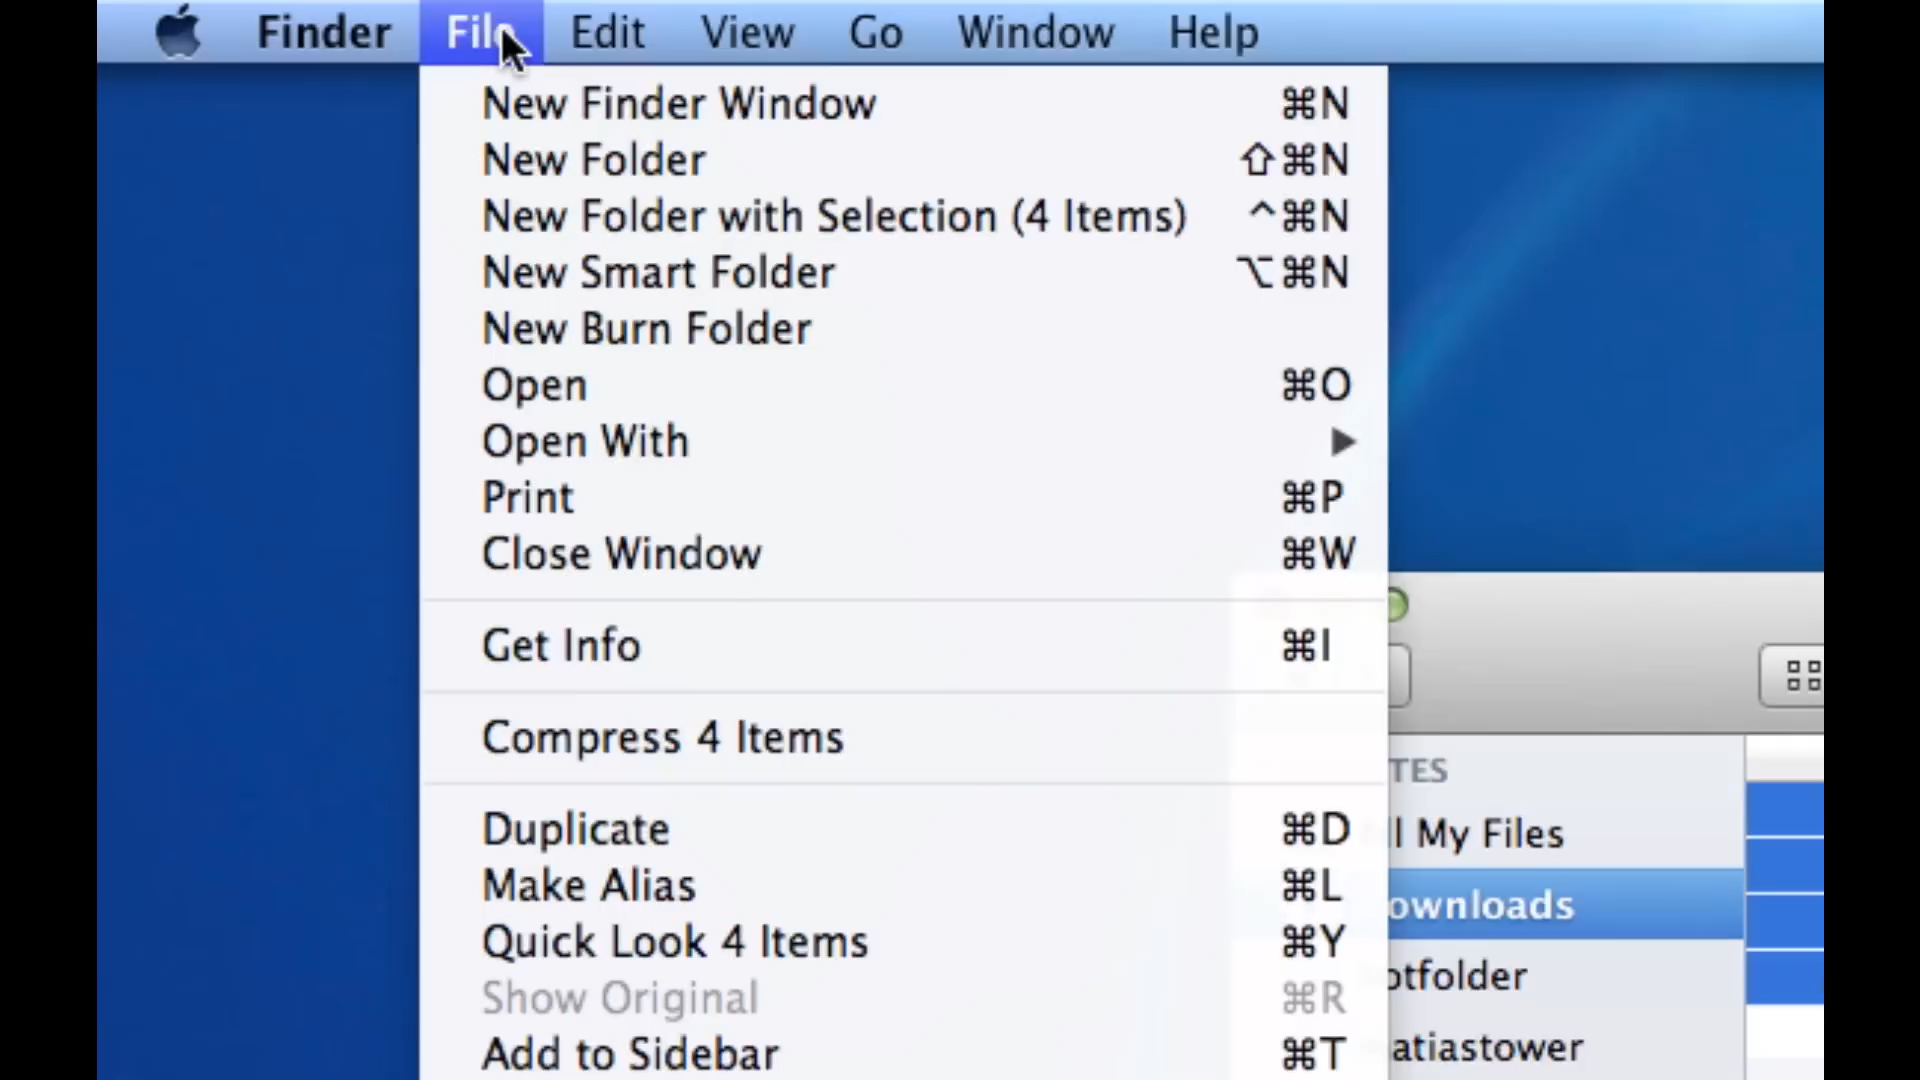 Finder File Edit View Go Window Help
New Finder Window ⌘N
New Folder ⇧⌘N
New Folder with Selection (4 Items) ^⌘N
New Smart Folder ⌥⌘N
New Burn Folder
Open ⌘O
Open With ▶
Print ⌘P
Close Window ⌘W
Get Info ⌘I
Compress 4 Items
Duplicate ⌘D
Make Alias ⌘L
Quick Look 4 Items ⌘Y
Show Original ⌘R
Add to Sidebar ⌘T
TES
ll My Files
ownloads
otfolder
atiastower